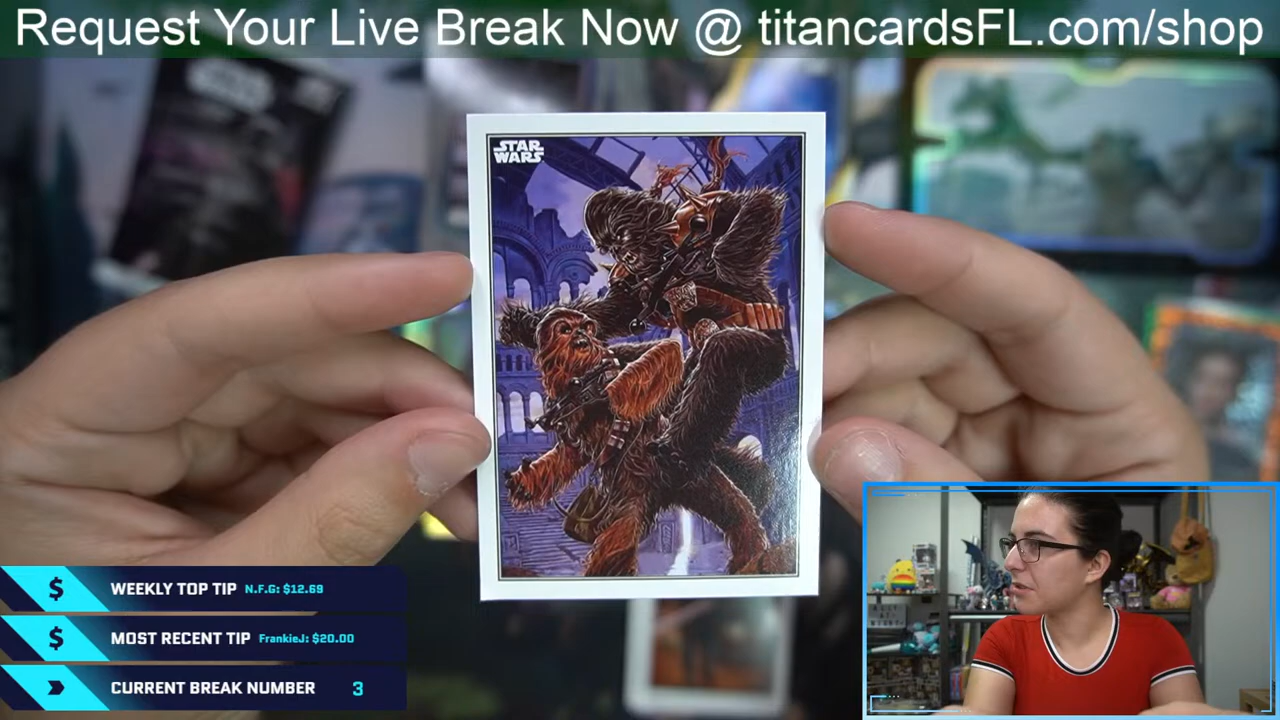 Request Your Live Break Now @ titancardsFL.com/shop
STAR
WARS
WEEKLY TOP TIP N.F.G: $12.69
MOST RECENT TIP FrankieJ: $20.00
CURRENT BREAK NUMBER 3